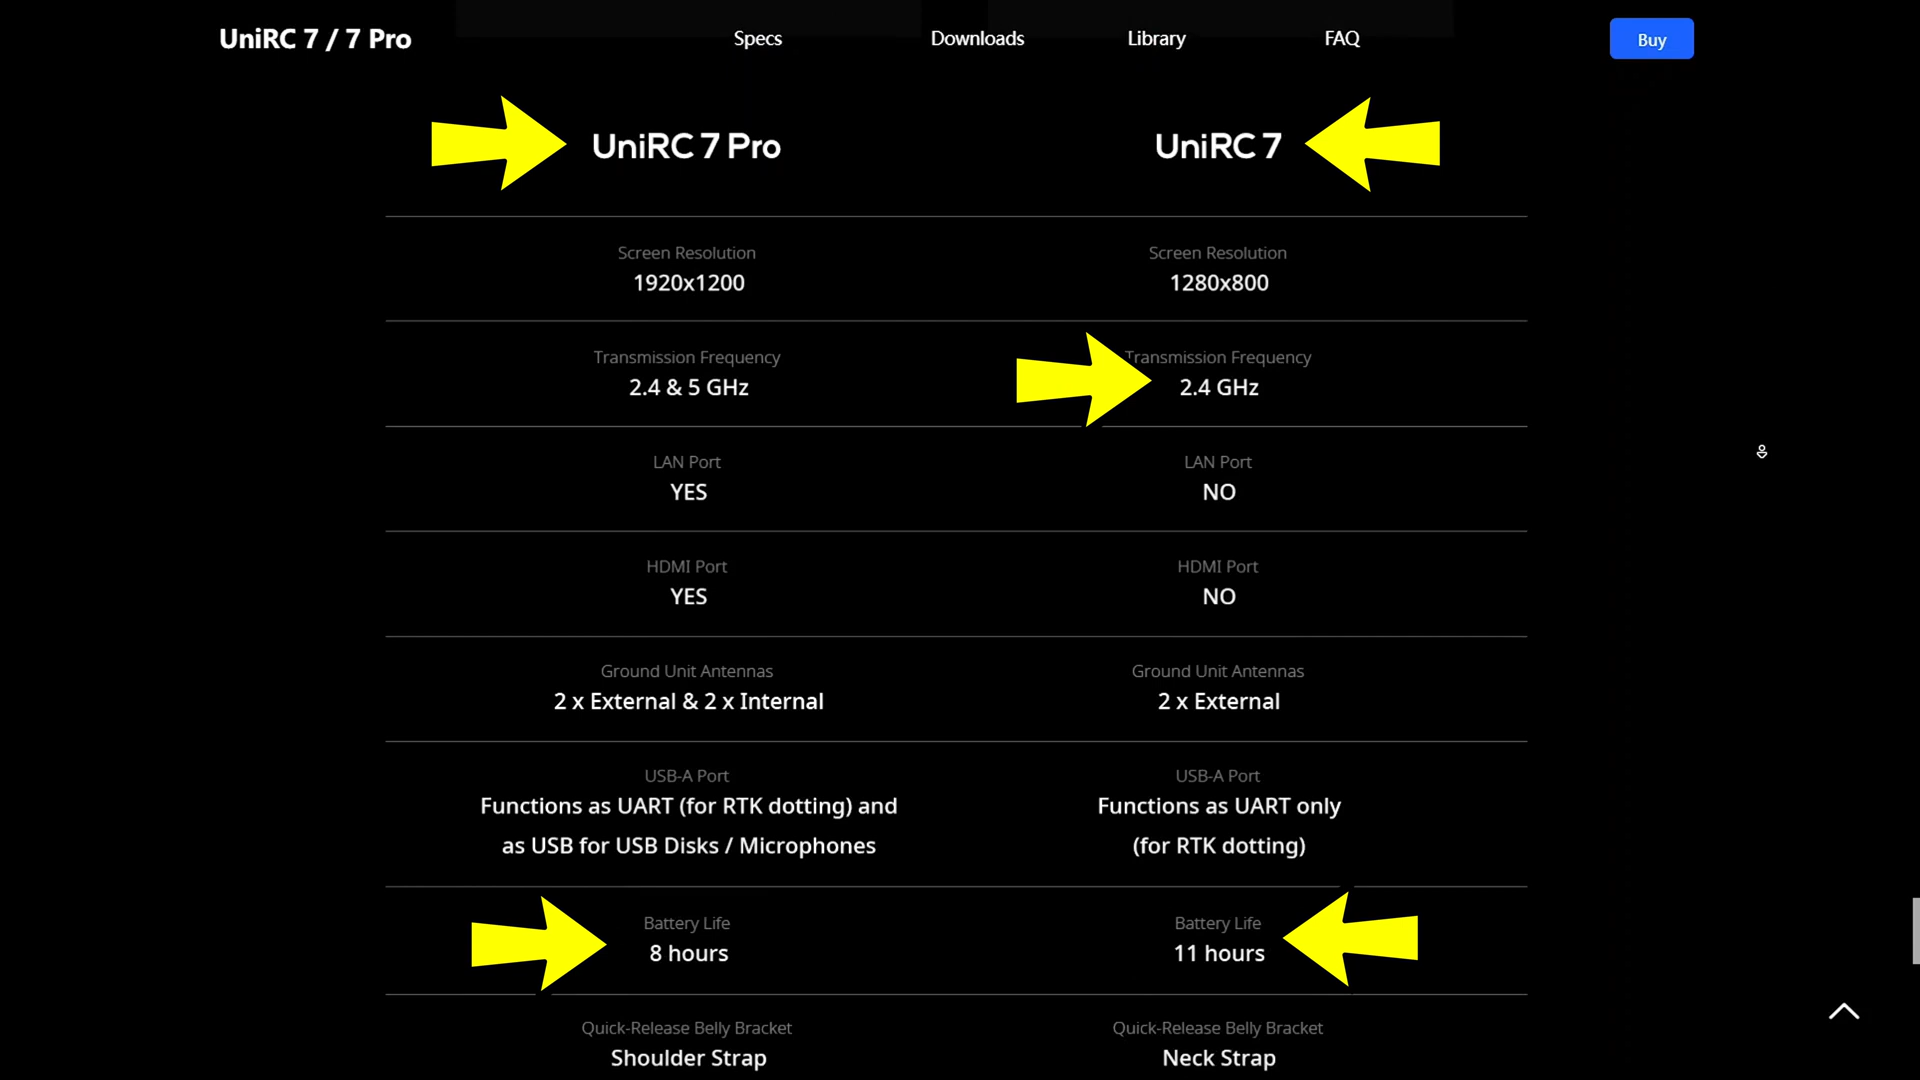 UniRC 7 / 7 Pro
Specs
Downloads
Library
FAQ
Buy
UniRC 7 Pro
UniRC 7
Screen Resolution
1920x1200
Screen Resolution
1280x800
Transmission Frequency
2.4 & 5 GHz
Transmission Frequency
2.4 GHz
LAN Port
YES
LAN Port
NO
HDMI Port
YES
HDMI Port
NO
Ground Unit Antennas
2 x External & 2 x Internal
Ground Unit Antennas
2 x External
USB-A Port
Functions as UART (for RTK dotting) and
as USB for USB Disks / Microphones
USB-A Port
Functions as UART only
(for RTK dotting)
Battery Life
8 hours
Battery Life
11 hours
Quick-Release Belly Bracket
Shoulder Strap
Quick-Release Belly Bracket
Neck Strap